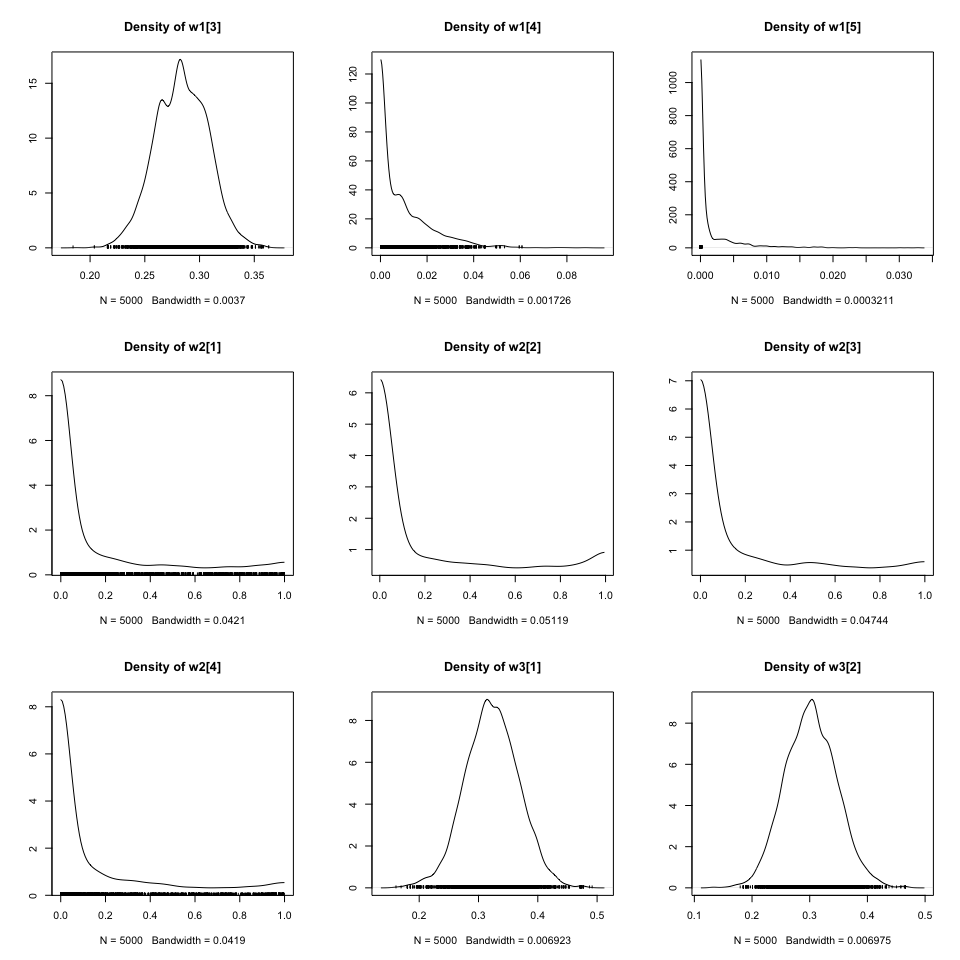 Density of w1[3]
15
10
5
0
0.20 0.25 0.30 0.35
N = 5000 Bandwidth = 0.0037
Density of w1[4]
120
100
80
60
40
20
0
0.00 0.02 0.04 0.06 0.08
N = 5000 Bandwidth = 0.001726
Density of w1[5]
1000
800
600
400
200
0
0.000 0.010 0.020 0.030
N = 5000 Bandwidth = 0.0003211
Density of w2[1]
8
6
4
2
0
0.0 0.2 0.4 0.6 0.8 1.0
N = 5000 Bandwidth = 0.0421
Density of w2[2]
6
5
4
3
2
1
0.0 0.2 0.4 0.6 0.8 1.0
N = 5000 Bandwidth = 0.05119
Density of w2[3]
7
6
5
4
3
2
1
0.0 0.2 0.4 0.6 0.8 1.0
N = 5000 Bandwidth = 0.04744
Density of w2[4]
8
6
4
2
0
0.0 0.2 0.4 0.6 0.8 1.0
N = 5000 Bandwidth = 0.0419
Density of w3[1]
8
6
4
2
0
0.2 0.3 0.4 0.5
N = 5000 Bandwidth = 0.006923
Density of w3[2]
8
6
4
2
0
0.1 0.2 0.3 0.4 0.5
N = 5000 Bandwidth = 0.006975